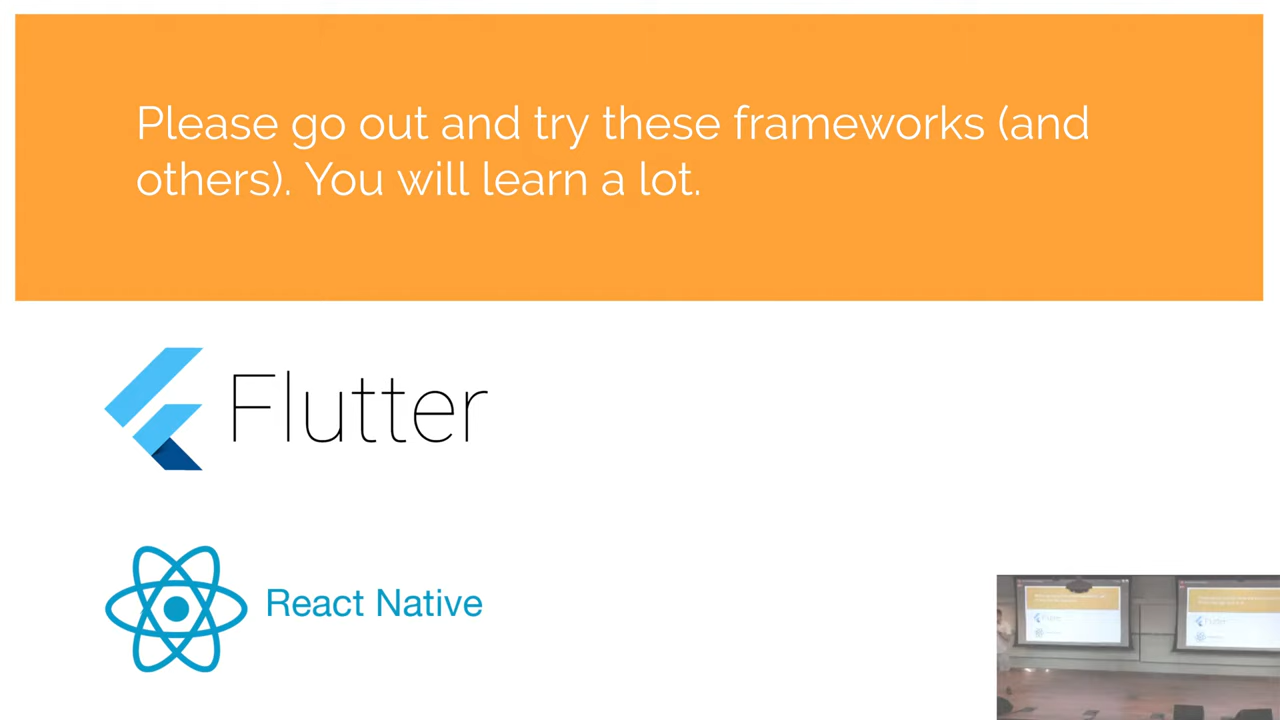 Please go out and try these frameworks (and
others). You will learn a lot.
Flutter
React Native